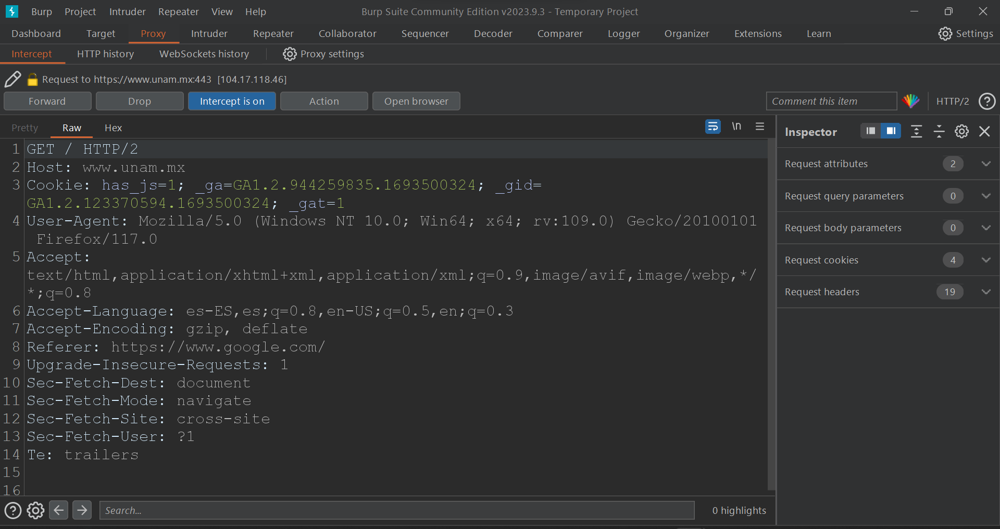 Burp Project Intruder Repeater View Help Burp Suite Community Edition v2023.9.3 - Temporary Project
Dashboard Target Proxy Intruder Repeater Collaborator Sequencer Decoder Comparer Logger Organizer Extensions Learn Settings
Intercept HTTP history WebSockets history Proxy settings
Request to https://www.unam.mx:443 [104.17.118.46]
Forward Drop Intercept is on Action Open browser Comment this item HTTP/2
Pretty Raw Hex \n
1 GET / HTTP/2
2 Host: www.unam.mx
3 Cookie: has_js=1; _ga=GA1.2.944259835.1693500324; _gid=
GA1.2.123370594.1693500324; _gat=1
4 User-Agent: Mozilla/5.0 (Windows NT 10.0; Win64; x64; rv:109.0) Gecko/20100101
Firefox/117.0
5 Accept:
text/html,application/xhtml+xml,application/xml;q=0.9,image/avif,image/webp,*/
*;q=0.8
6 Accept-Language: es-ES,es;q=0.8,en-US;q=0.5,en;q=0.3
7 Accept-Encoding: gzip, deflate
8 Referer: https://www.google.com/
9 Upgrade-Insecure-Requests: 1
10 Sec-Fetch-Dest: document
11 Sec-Fetch-Mode: navigate
12 Sec-Fetch-Site: cross-site
13 Sec-Fetch-User: ?1
14 Te: trailers
15
16
Inspector
Request attributes 2
Request query parameters 0
Request body parameters 0
Request cookies 4
Request headers 19
Search... 0 highlights